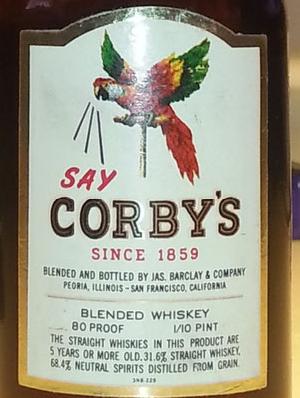 SAY
CORBY'S
SINCE 1859
BLENDED AND BOTTLED BY JAS. BARCLAY & COMPANY
PEORIA, ILLINOIS - SAN FRANCISCO, CALIFORNIA
BLENDED WHISKEY
80 PROOF 1/10 PINT
THE STRAIGHT WHISKIES IN THIS PRODUCT ARE
5 YEARS OR MORE OLD. 31.6% STRAIGHT WHISKEY.
68.4% NEUTRAL SPIRITS DISTILLED FROM GRAIN.